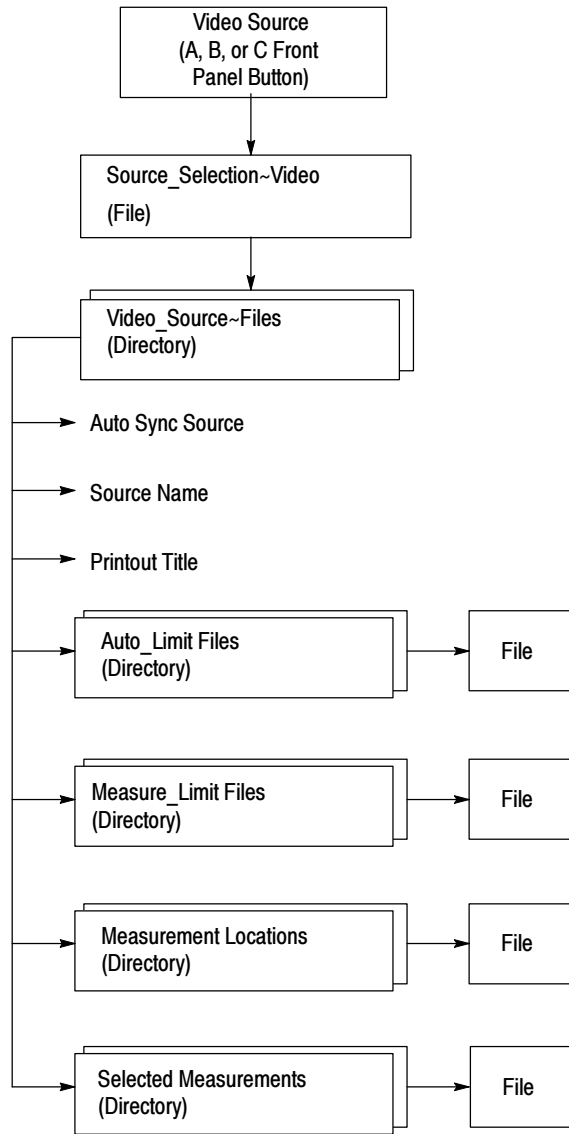 Video Source
(A, B, or C Front
Panel Button)
Source_Selection~Video
(File)
Video_Source~Files
(Directory)
Auto Sync Source
Source Name
Printout Title
Auto_Limit Files
(Directory)
File
Measure_Limit Files
(Directory)
File
Measurement Locations
(Directory)
File
Selected Measurements
(Directory)
File